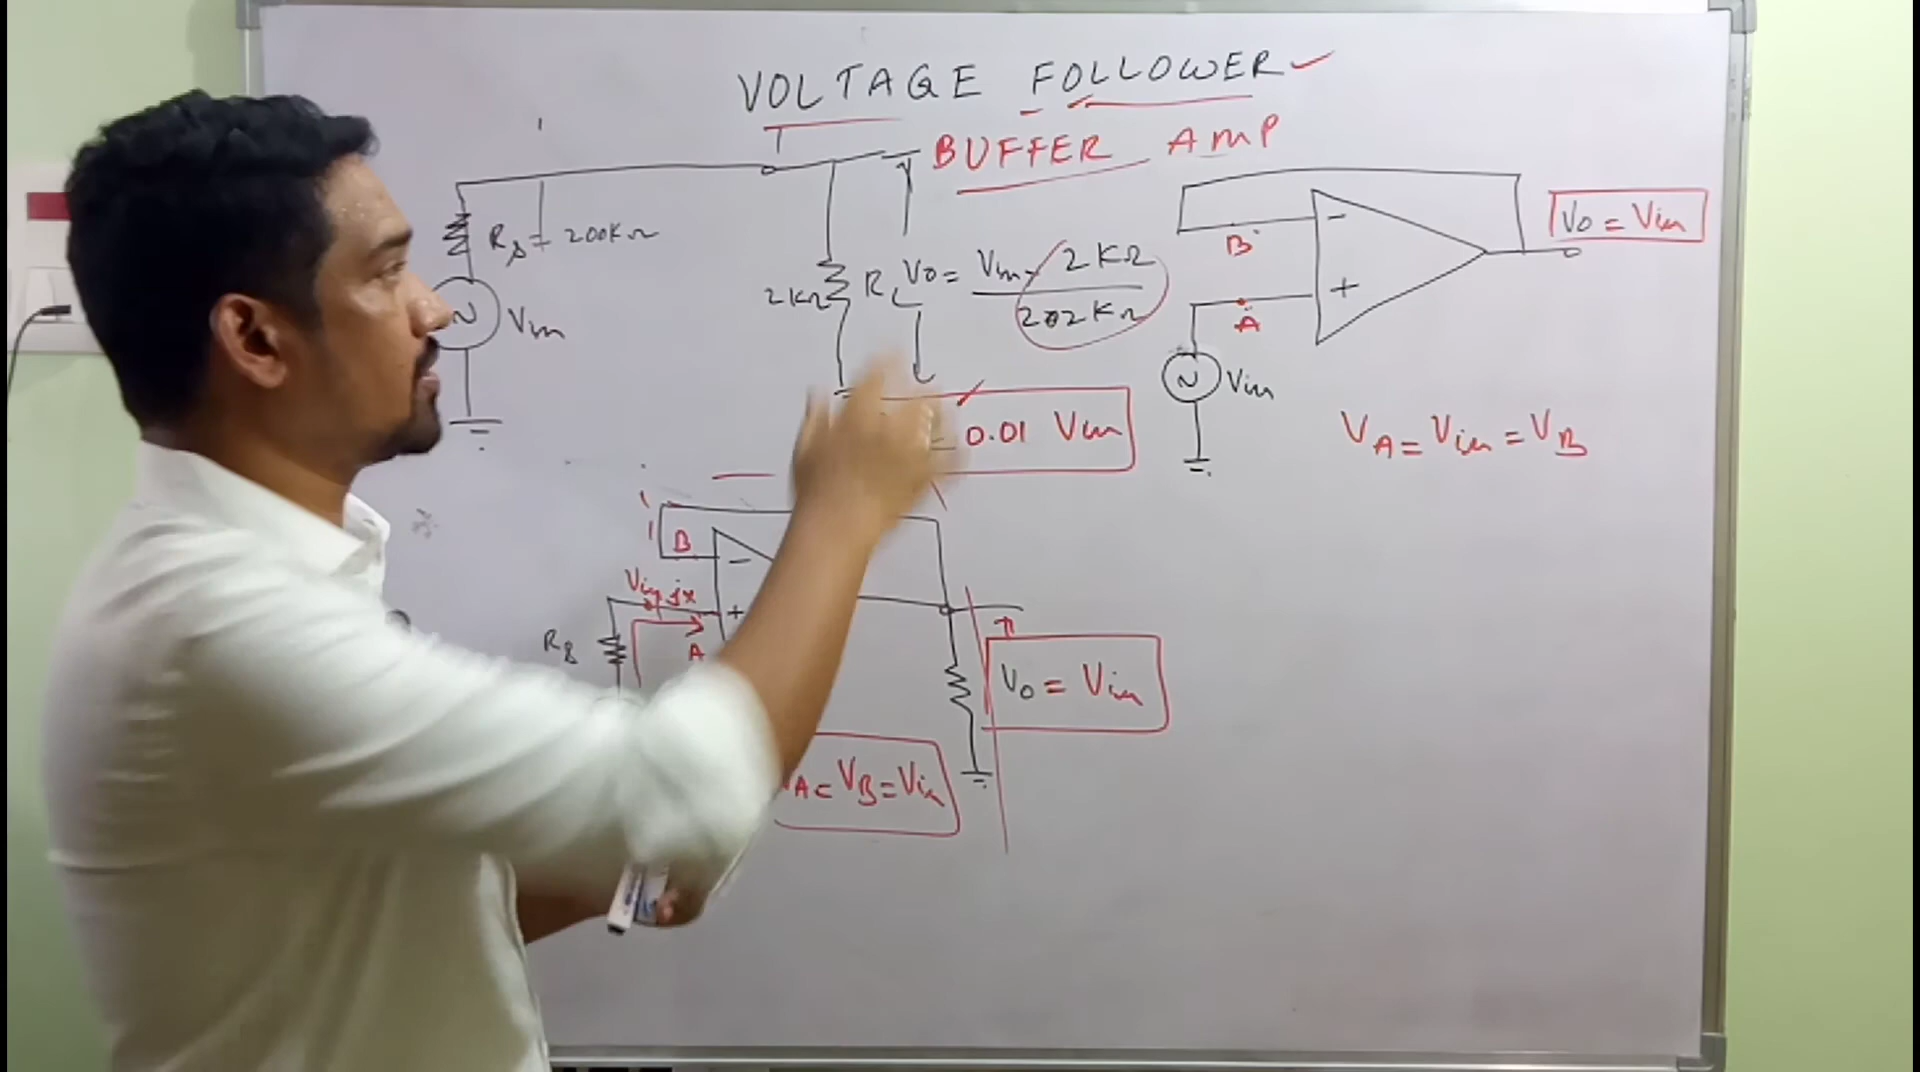 VOLTAGE FOLLOWER
BUFFER AMP
Rs = 200KΩ
Vin
2KΩ
RL
Vo = Vin 2KΩ
202KΩ
= 0.01 Vin
B
-
+
A
Vin
Vo = Vin
VA = Vin = VB
B
-
Vin
+
A
Rs
Vo = Vin
VA = VB = Vin